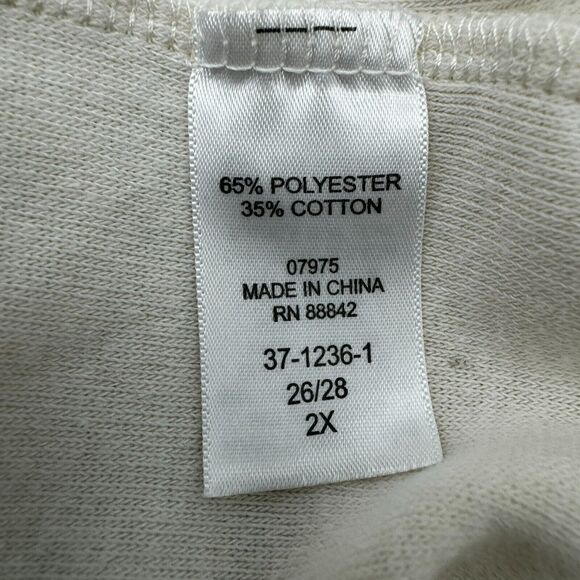 65% POLYESTER
35% COTTON
07975
MADE IN CHINA
RN 88842
37-1236-1
26/28
2X